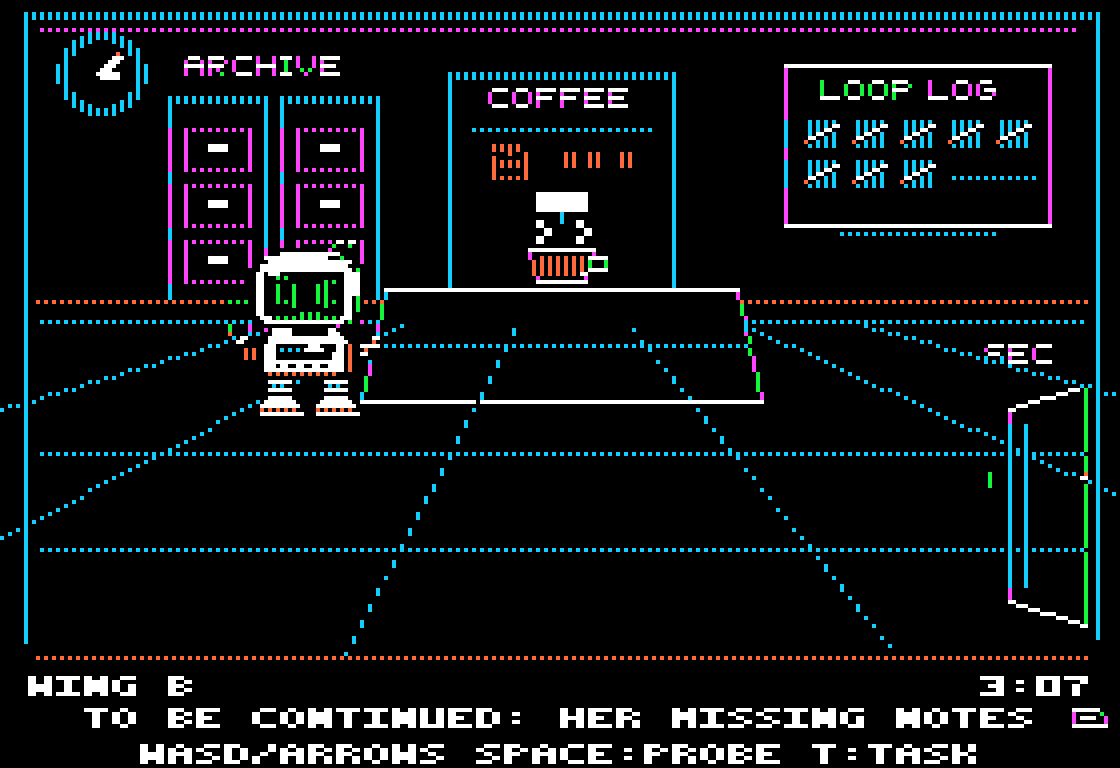 ARCHIVE
COFFEE
LOOP LOG
SEC
WING B
3:07
TO BE CONTINUED: HER MISSING NOTES
WASD/ARROWS SPACE:PROBE T:TASK